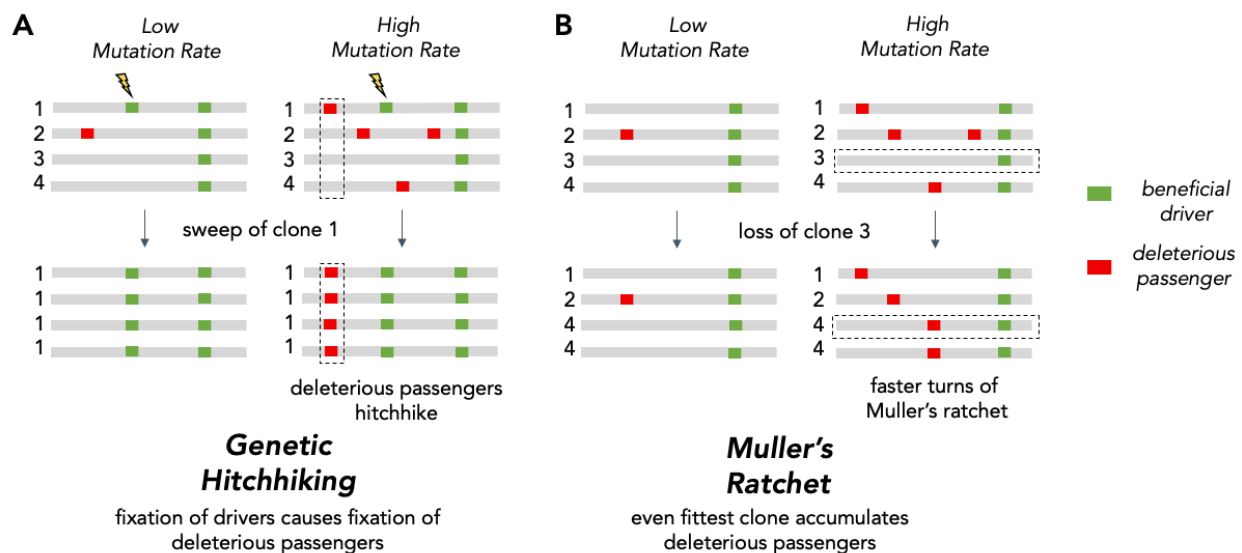 A
Low
Mutation Rate
High
Mutation Rate
1
2
3
4
1
2
3
4
sweep of clone 1
1
1
1
1
1
1
1
1
deleterious passengers
hitchhike
Genetic
Hitchhiking
fixation of drivers causes fixation of
deleterious passengers
B
Low
Mutation Rate
High
Mutation Rate
1
2
3
4
1
2
3
4
loss of clone 3
1
2
4
4
1
2
4
4
faster turns of
Muller's ratchet
Muller's
Ratchet
even fittest clone accumulates
deleterious passengers
beneficial
driver
deleterious
passenger